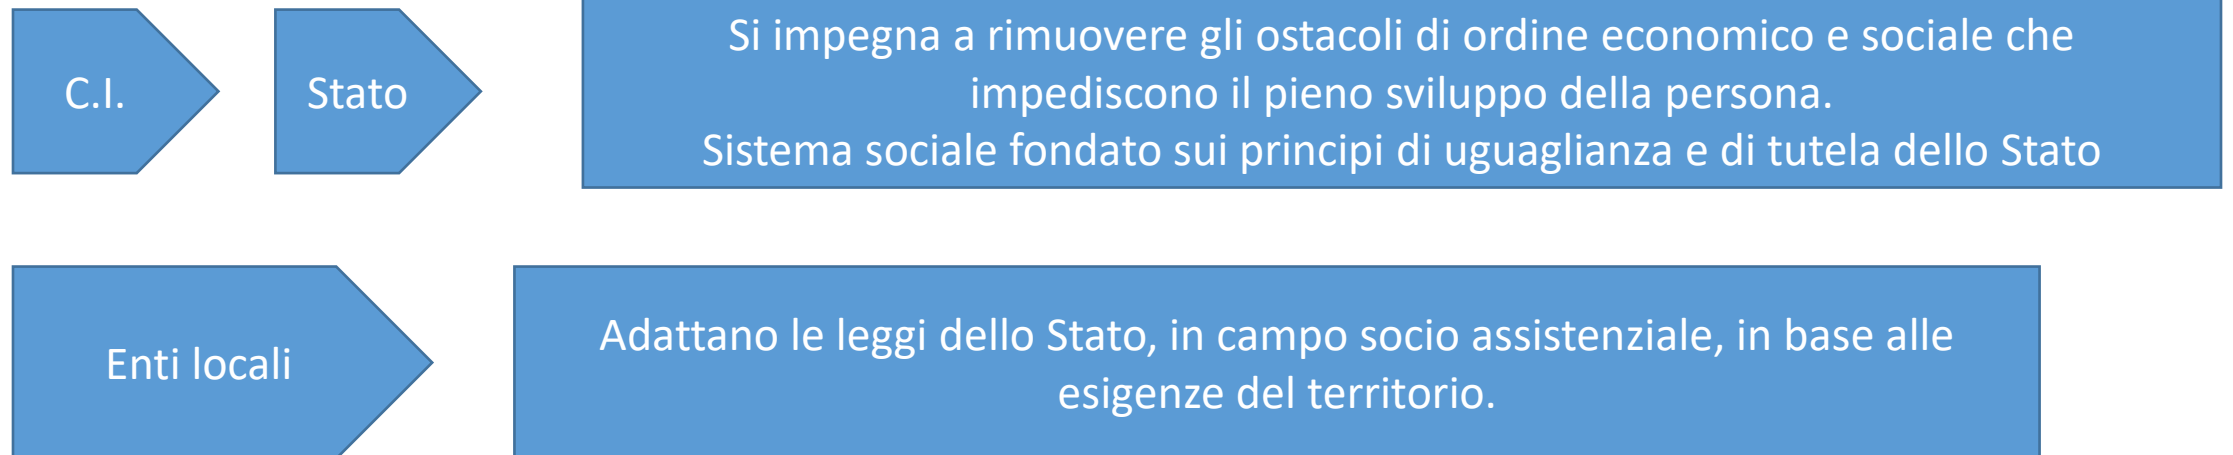 C.I.
Stato
Si impegna a rimuovere gli ostacoli di ordine economico e sociale che
impediscono il pieno sviluppo della persona.
Sistema sociale fondato sui principi di uguaglianza e di tutela dello Stato
Enti locali
Adattano le leggi dello Stato, in campo socio assistenziale, in base alle
esigenze del territorio.